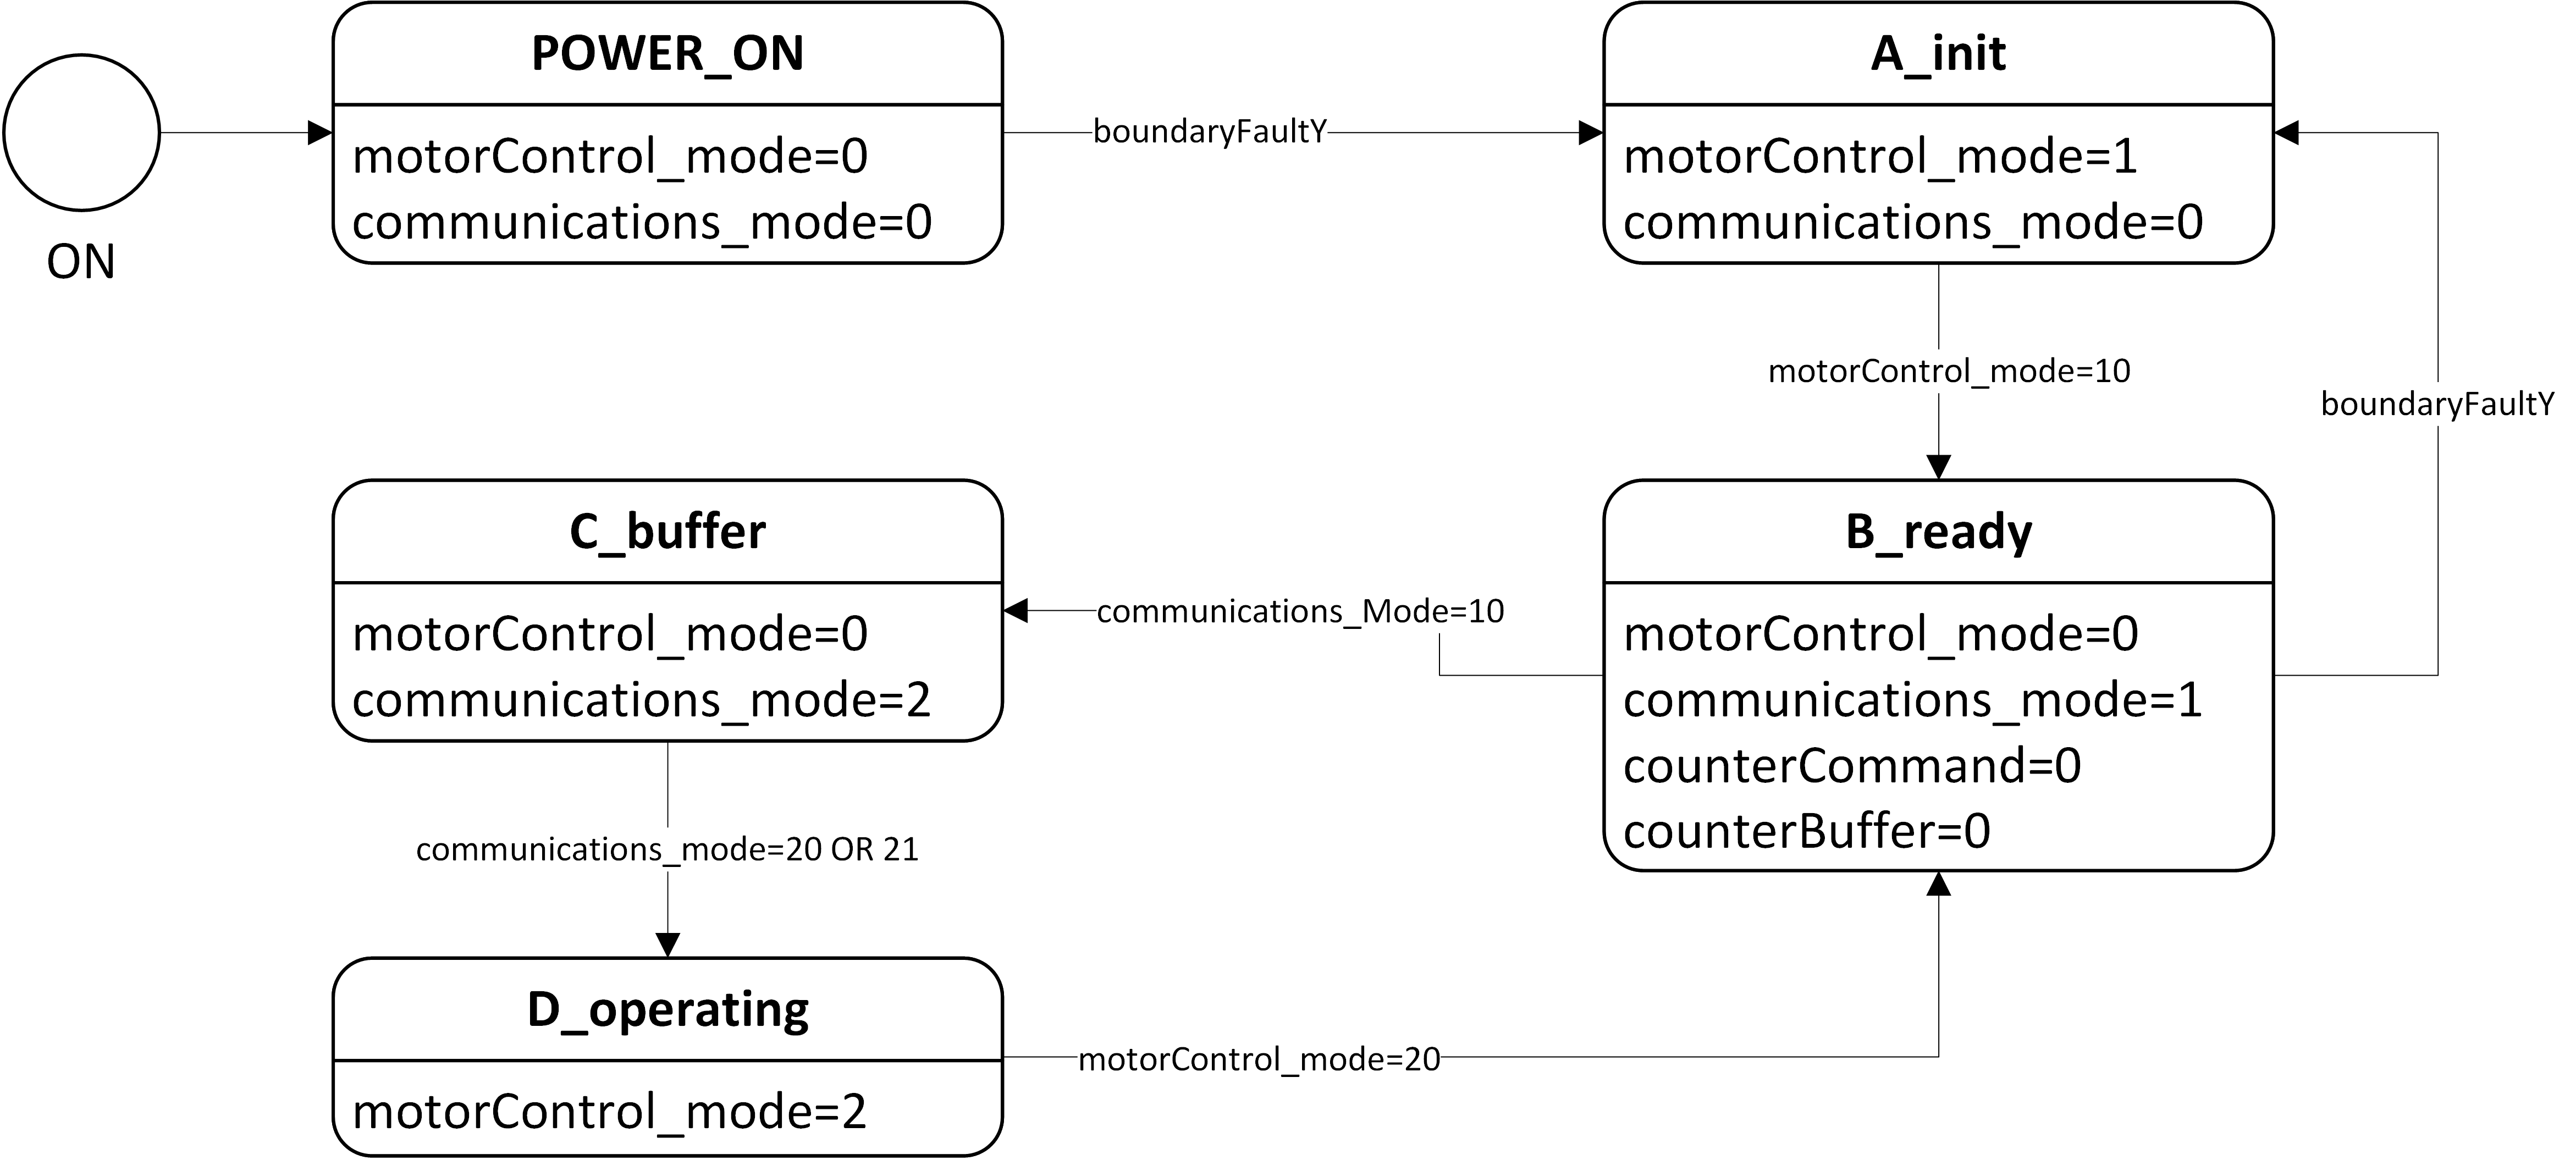 ON
POWER_ON
motorControl_mode=0
communications_mode=0
boundaryFaultY
A_init
motorControl_mode=1
communications_mode=0
motorControl_mode=10
boundaryFaultY
B_ready
motorControl_mode=0
communications_mode=1
counterCommand=0
counterBuffer=0
communications_Mode=10
C_buffer
motorControl_mode=0
communications_mode=2
communications_mode=20 OR 21
D_operating
motorControl_mode=2
motorControl_mode=20